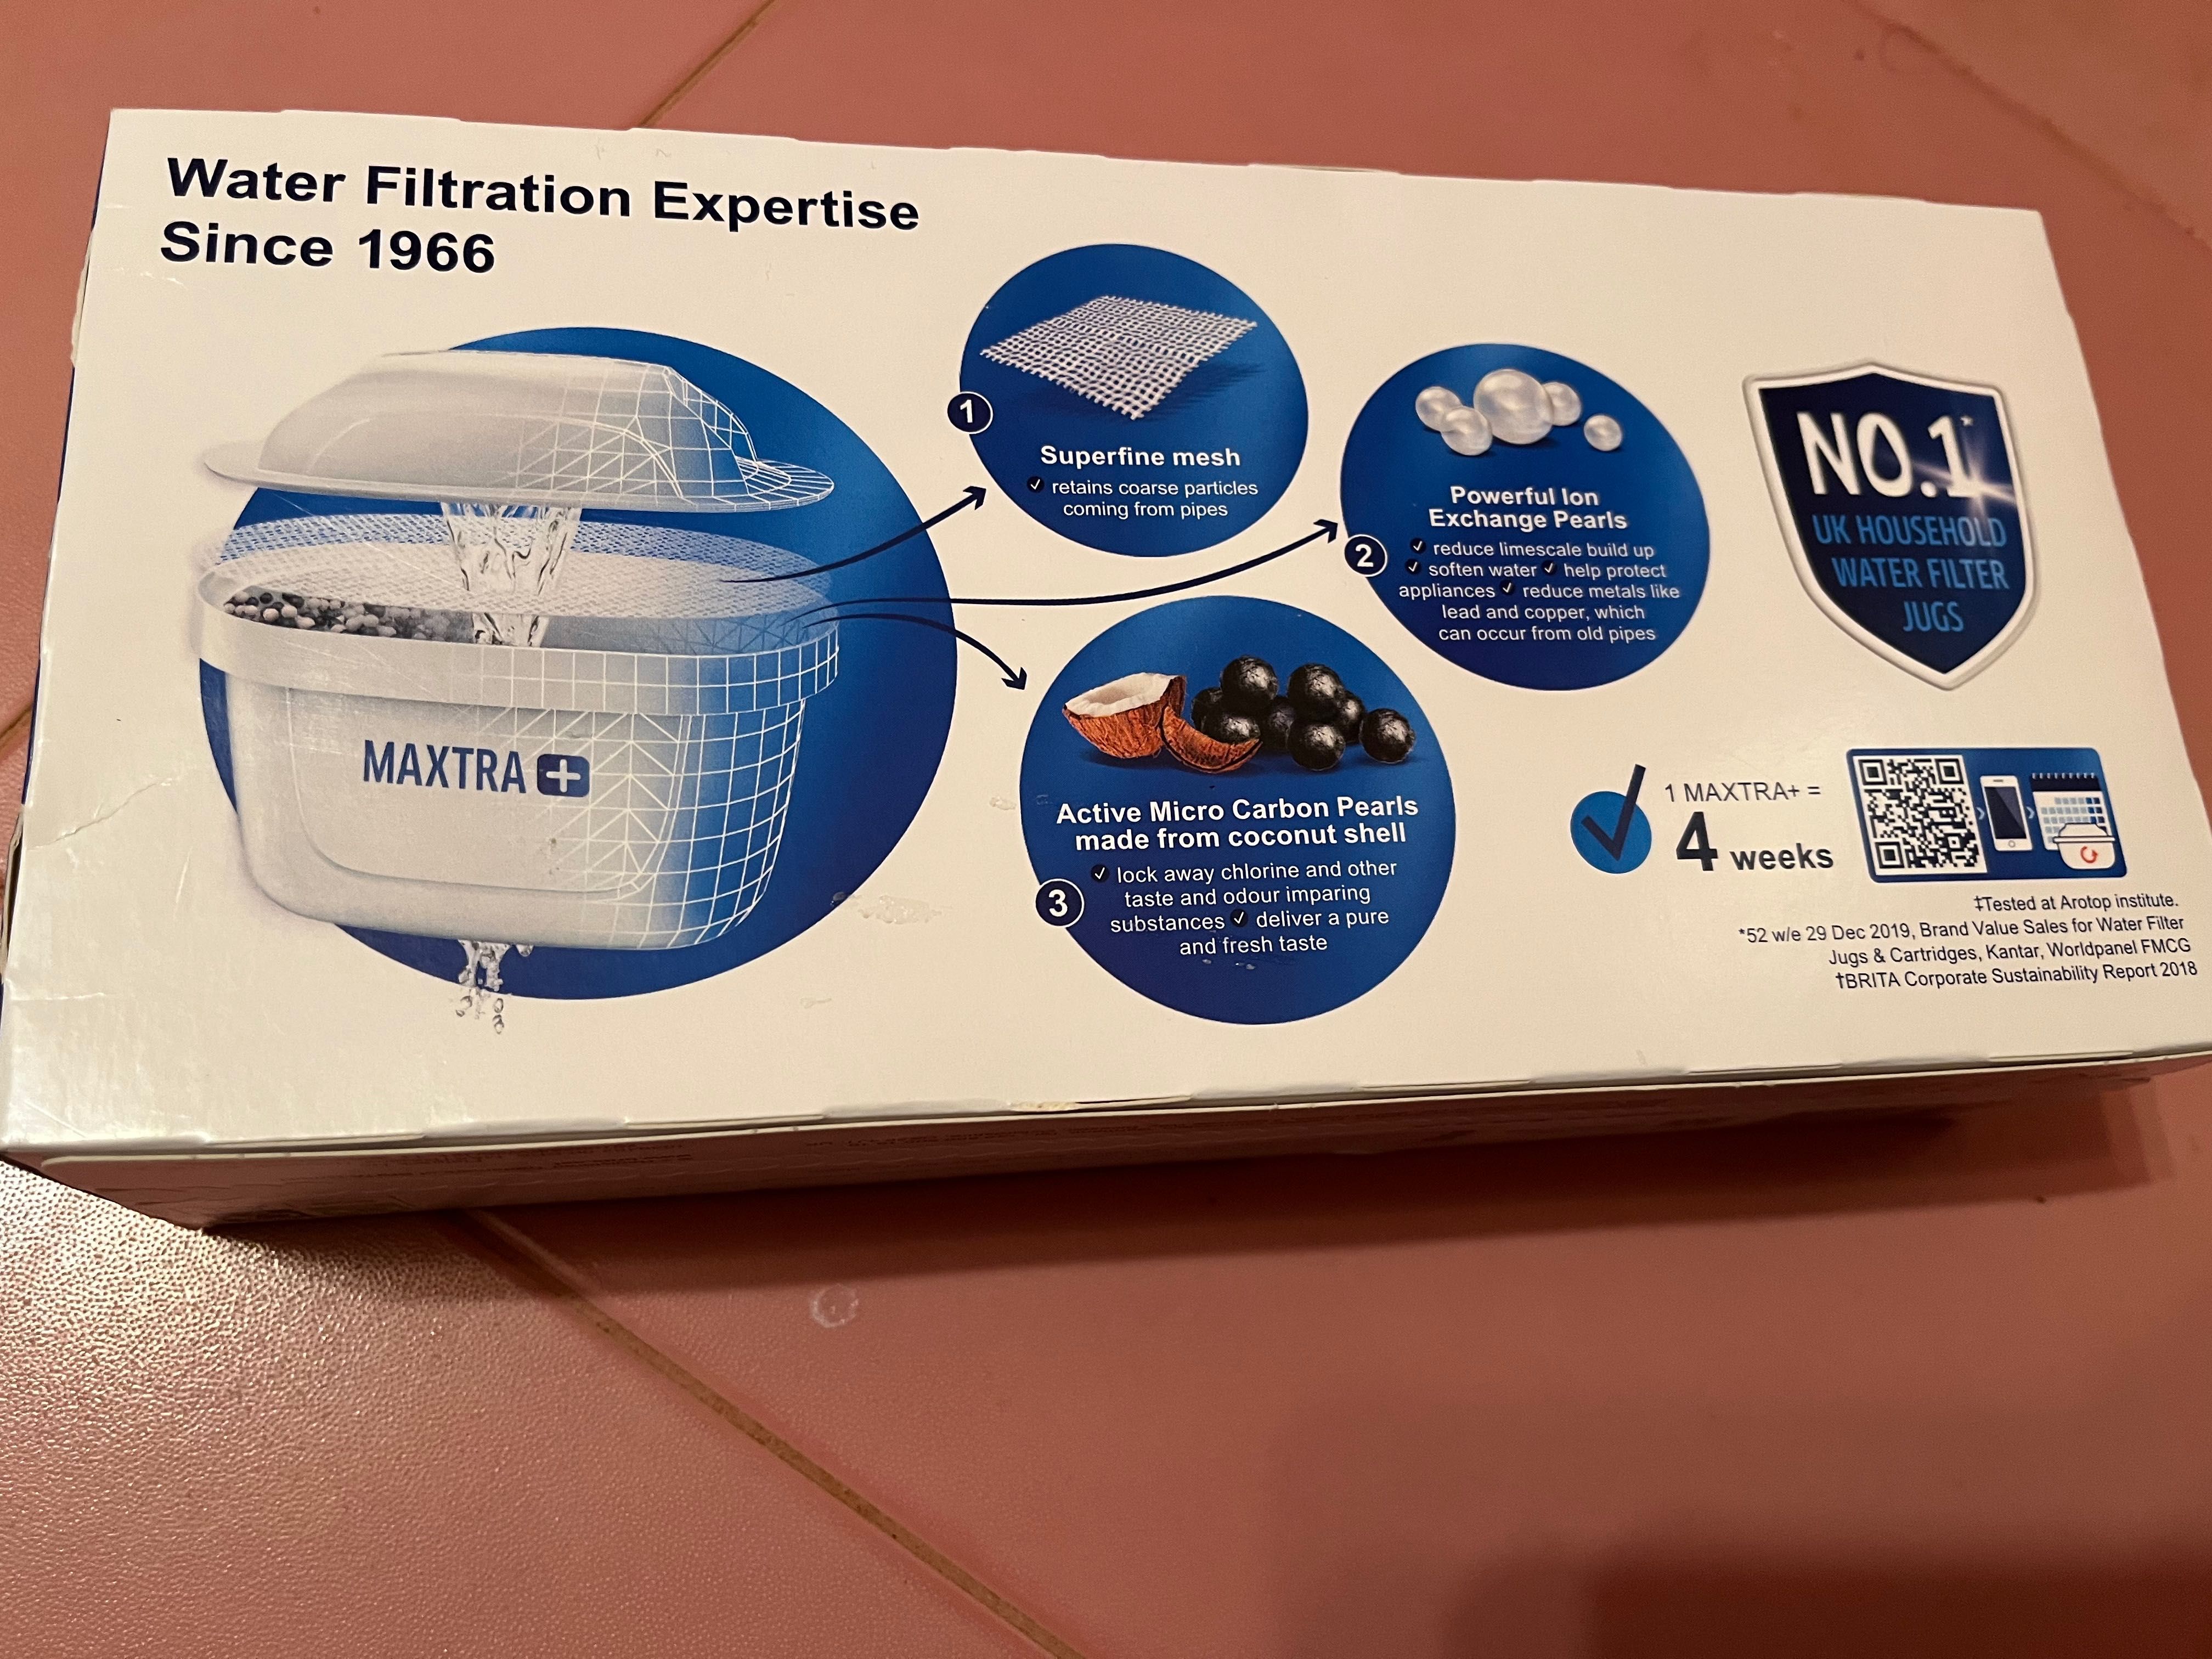 Water Filtration Expertise
Since 1966
MAXTRA+
1
Superfine mesh
✓ retains coarse particles
coming from pipes
2
Powerful Ion
Exchange Pearls
✓ reduce limescale build up
✓ soften water ✓ help protect
appliances ✓ reduce metals like
lead and copper, which
can occur from old pipes
3
Active Micro Carbon Pearls
made from coconut shell
✓ lock away chlorine and other
taste and odour imparing
substances ✓ deliver a pure
and fresh taste
NO.1*
UK HOUSEHOLD
WATER FILTER
JUGS
1 MAXTRA+ =
4 weeks
‡Tested at Arotop institute.
*52 w/e 29 Dec 2019, Brand Value Sales for Water Filter
Jugs & Cartridges, Kantar, Worldpanel FMCG
†BRITA Corporate Sustainability Report 2018